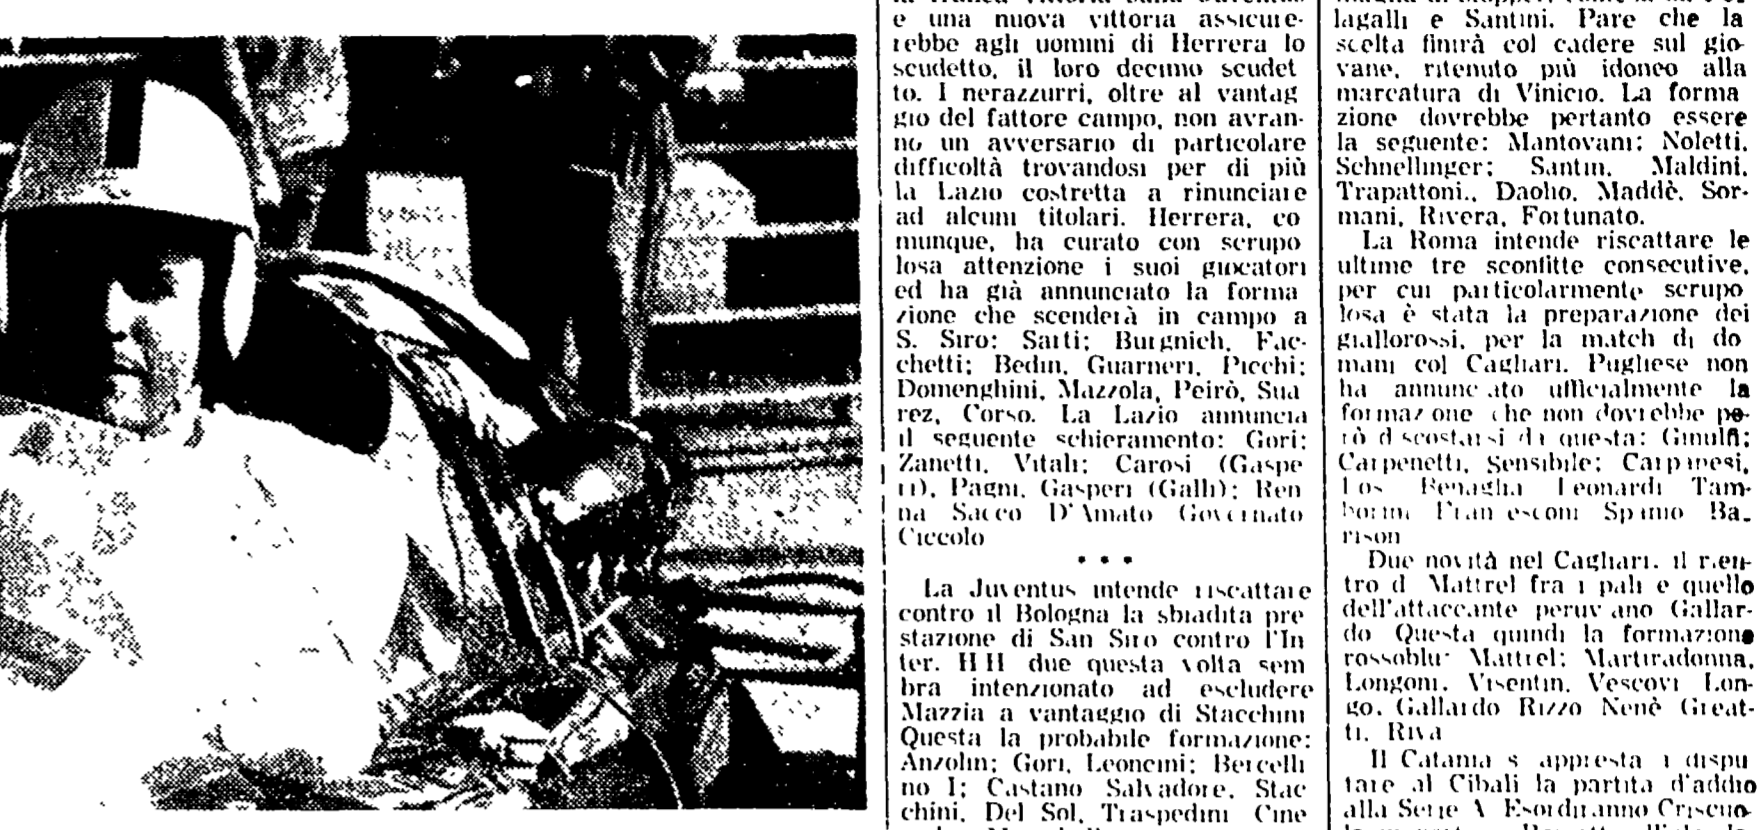 e una nuova vittoria assicure-
rebbe agli uomini di Herrera lo
scudetto, il loro decimo scudet
to. I nerazzurri, oltre al vantag
gio del fattore campo, non avran-
no un avversario di particolare
difficoltà trovandosi per di più
la Lazio costretta a rinunciare
ad alcuni titolari. Herrera, co
munque, ha curato con scrupo
losa attenzione i suoi giocatori
ed ha già annunciato la forma
zione che scenderà in campo a
S. Siro: Sarti; Burgnich, Fac-
chetti; Bedin, Guarneri, Picchi;
Domenghini, Mazzola, Peirò, Sua
rez, Corso. La Lazio annuncia
il seguente schieramento: Gori;
Zanetti, Vitali; Carosi (Gaspe
ri), Pagni, Gasperi (Galli); Ren
na Sacco D'Amato Governato
Ciccolo
• • •
La Juventus intende riscattare
contro il Bologna la sbiadita pre
stazione di San Siro contro l'In
ter. HH due questa volta sem
bra intenzionato ad escludere
Mazzia a vantaggio di Stacchini
Questa la probabile formazione:
Anzolin; Gori, Leoncini; Bercelli
no I; Castano Salvadore, Stac
chini, Del Sol, Traspedini Cine
lagalli e Santini. Pare che la
scelta finirà col cadere sul gio-
vane, ritenuto più idoneo alla
marcatura di Vinicio. La forma
zione dovrebbe pertanto essere
la seguente: Mantovani; Noletti,
Schnellinger; Santin, Maldini,
Trapattoni., Daolio, Maddè, Sor-
mani, Rivera, Fortunato.
La Roma intende riscattare le
ultime tre sconfitte consecutive,
per cui particolarmente scrupo
losa è stata la preparazione dei
giallorossi, per la match di do
mani col Cagliari. Pugliese non
ha annunciato ufficialmente la
formazione che non dovrebbe pe-
rò discostarsi da questa: Ginulfi;
Carpenetti, Sensibile; Carpanesi,
Losi Benaglia Leonardi Tam-
borini Francesconi Spanio Ba-
rison
Due novità nel Cagliari, il rien-
tro di Mattrel fra i pali e quello
dell'attaccante peruviano Gallar-
do Questa quindi la formazione
rossoblu: Mattrel; Martiradonna,
Longoni, Visentin, Vescovi Lon-
go, Gallardo Rizzo Nenè Great-
ti, Riva
Il Catania s appresta a dispu
tare al Cibali la partita d'addio
alla Serie A Esordiranno Criscuo-